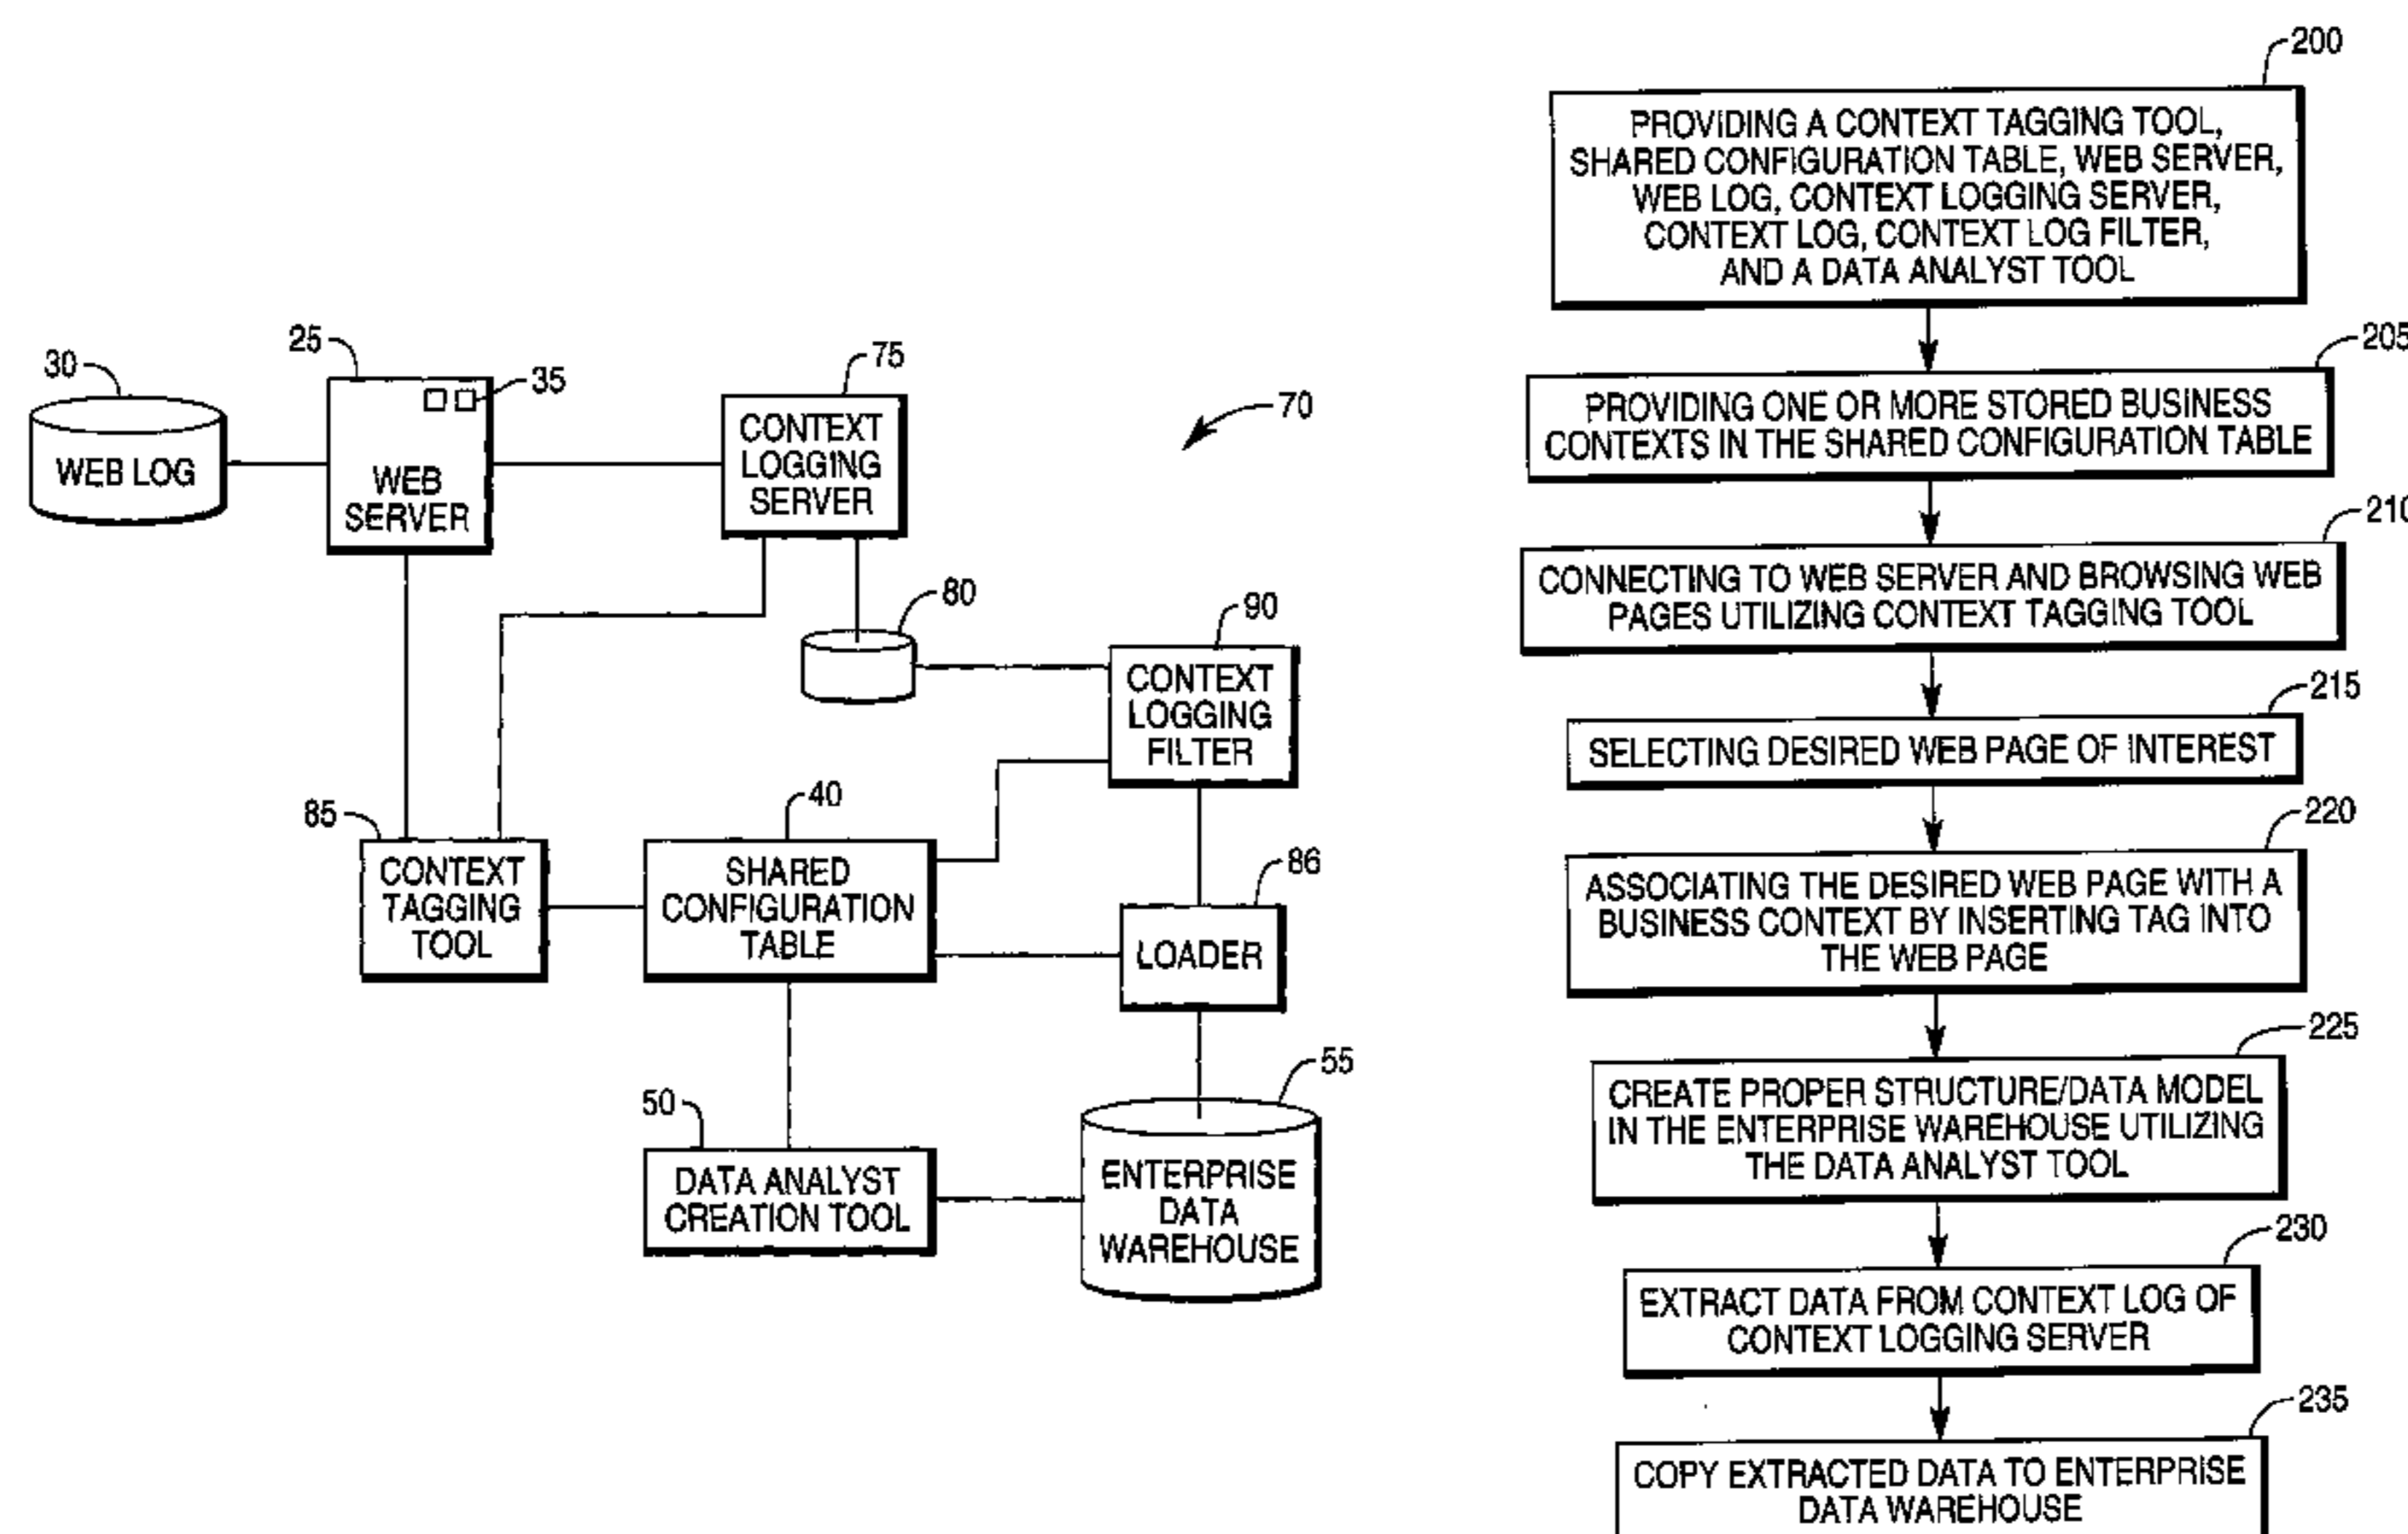 30
WEB LOG
25
35
WEB
SERVER
75
CONTEXT
LOGGING
SERVER
70
80
90
CONTEXT
LOGGING
FILTER
85
CONTEXT
TAGGING
TOOL
40
SHARED
CONFIGURATION
TABLE
86
LOADER
50
DATA ANALYST
CREATION TOOL
55
ENTERPRISE
DATA
WAREHOUSE
200
PROVIDING A CONTEXT TAGGING TOOL,
SHARED CONFIGURATION TABLE, WEB SERVER,
WEB LOG, CONTEXT LOGGING SERVER,
CONTEXT LOG, CONTEXT LOG FILTER,
AND A DATA ANALYST TOOL
205
PROVIDING ONE OR MORE STORED BUSINESS
CONTEXTS IN THE SHARED CONFIGURATION TABLE
210
CONNECTING TO WEB SERVER AND BROWSING WEB
PAGES UTILIZING CONTEXT TAGGING TOOL
215
SELECTING DESIRED WEB PAGE OF INTEREST
220
ASSOCIATING THE DESIRED WEB PAGE WITH A
BUSINESS CONTEXT BY INSERTING TAG INTO
THE WEB PAGE
225
CREATE PROPER STRUCTURE/DATA MODEL
IN THE ENTERPRISE WAREHOUSE UTILIZING
THE DATA ANALYST TOOL
230
EXTRACT DATA FROM CONTEXT LOG OF
CONTEXT LOGGING SERVER
235
COPY EXTRACTED DATA TO ENTERPRISE
DATA WAREHOUSE